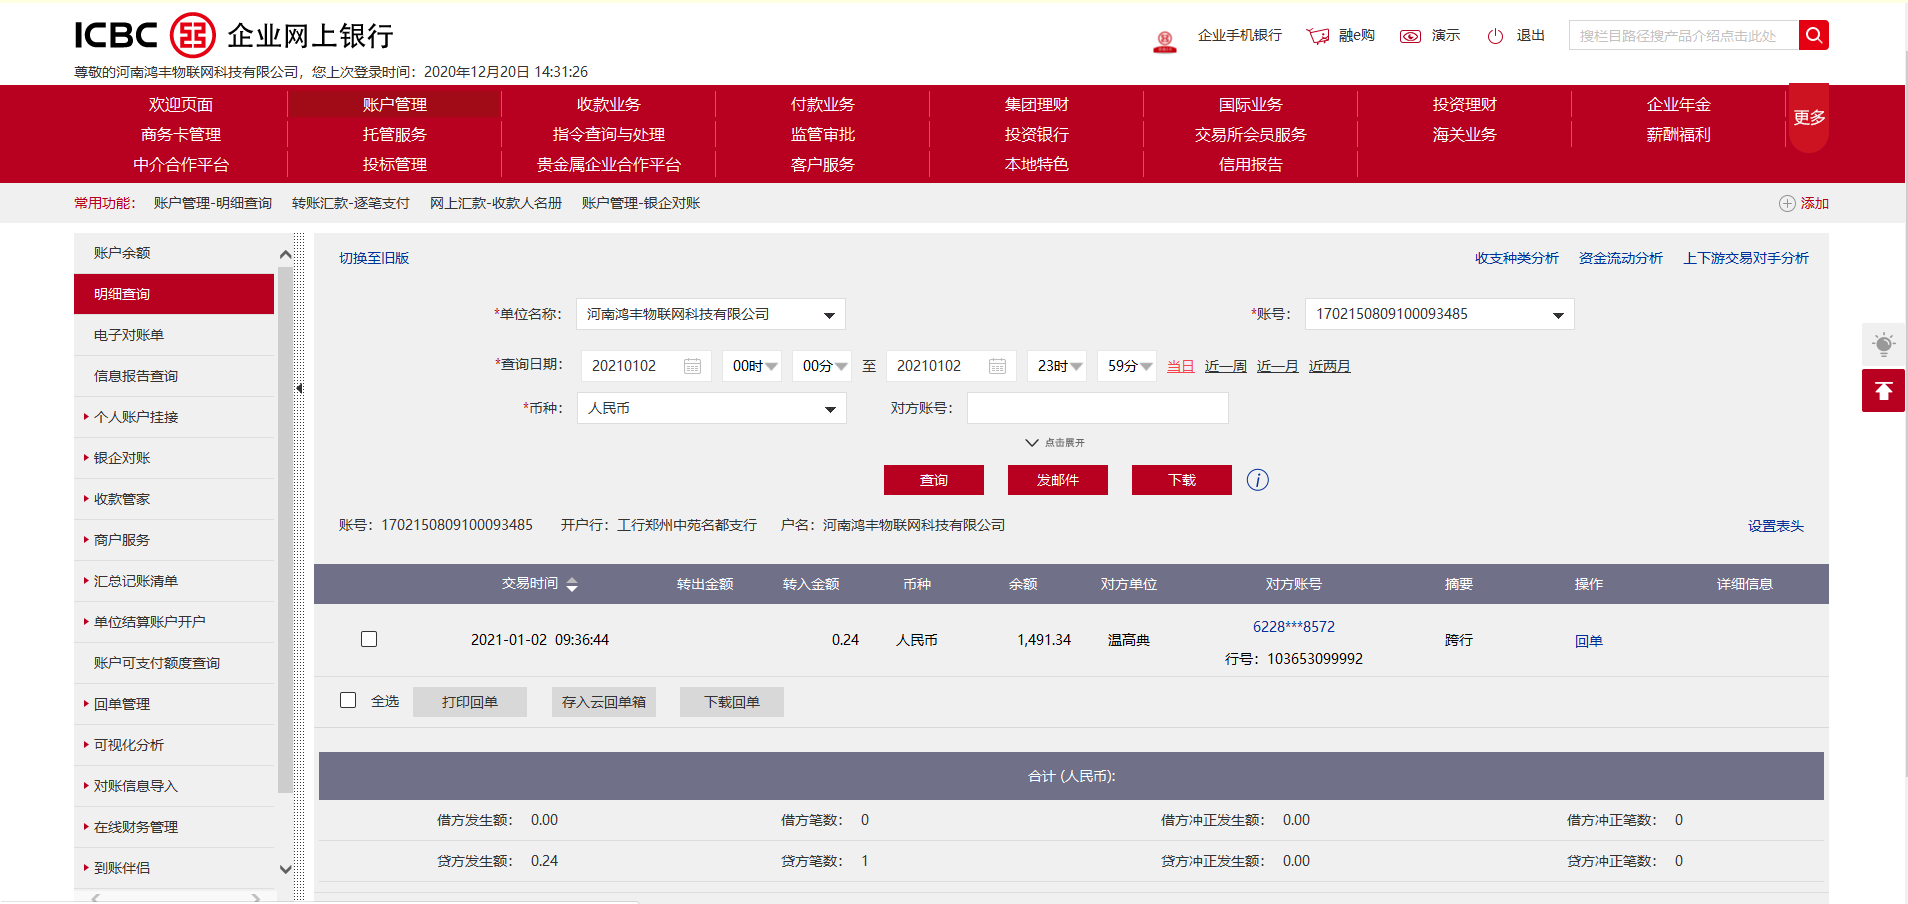 ICBC 企业网上银行
企业手机银行 融e购 演示 退出 搜栏目路径搜产品介绍点击此处
尊敬的河南鸿丰物联网科技有限公司，您上次登录时间：2020年12月20日 14:31:26
欢迎页面 账户管理 收款业务 付款业务 集团理财 国际业务 投资理财 企业年金
商务卡管理 托管服务 指令查询与处理 监管审批 投资银行 交易所会员服务 海关业务 薪酬福利
中介合作平台 投标管理 贵金属企业合作平台 客户服务 本地特色 信用报告
更多
常用功能： 账户管理-明细查询 转账汇款-逐笔支付 网上汇款-收款人名册 账户管理-银企对账 添加
账户余额
明细查询
电子对账单
信息报告查询
个人账户挂接
银企对账
收款管家
商户服务
汇总记账清单
单位结算账户开户
账户可支付额度查询
回单管理
可视化分析
对账信息导入
在线财务管理
到账伴侣
切换至旧版 收支种类分析 资金流动分析 上下游交易对手分析
*单位名称： 河南鸿丰物联网科技有限公司 *账号： 1702150809100093485
*查询日期： 20210102 00时 00分 至 20210102 23时 59分 当日 近一周 近一月 近两月
*币种： 人民币 对方账号：
点击展开
查询 发邮件 下载 i
账号：1702150809100093485 开户行：工行郑州中苑名都支行 户名：河南鸿丰物联网科技有限公司 设置表头
交易时间 转出金额 转入金额 币种 余额 对方单位 对方账号 摘要 操作 详细信息
2021-01-02 09:36:44 0.24 人民币 1,491.34 温高典 6228***8572 跨行 回单
行号：103653099992
全选 打印回单 存入云回单箱 下载回单
合计 (人民币):
借方发生额： 0.00 借方笔数： 0 借方冲正发生额： 0.00 借方冲正笔数： 0
贷方发生额： 0.24 贷方笔数： 1 贷方冲正发生额： 0.00 贷方冲正笔数： 0